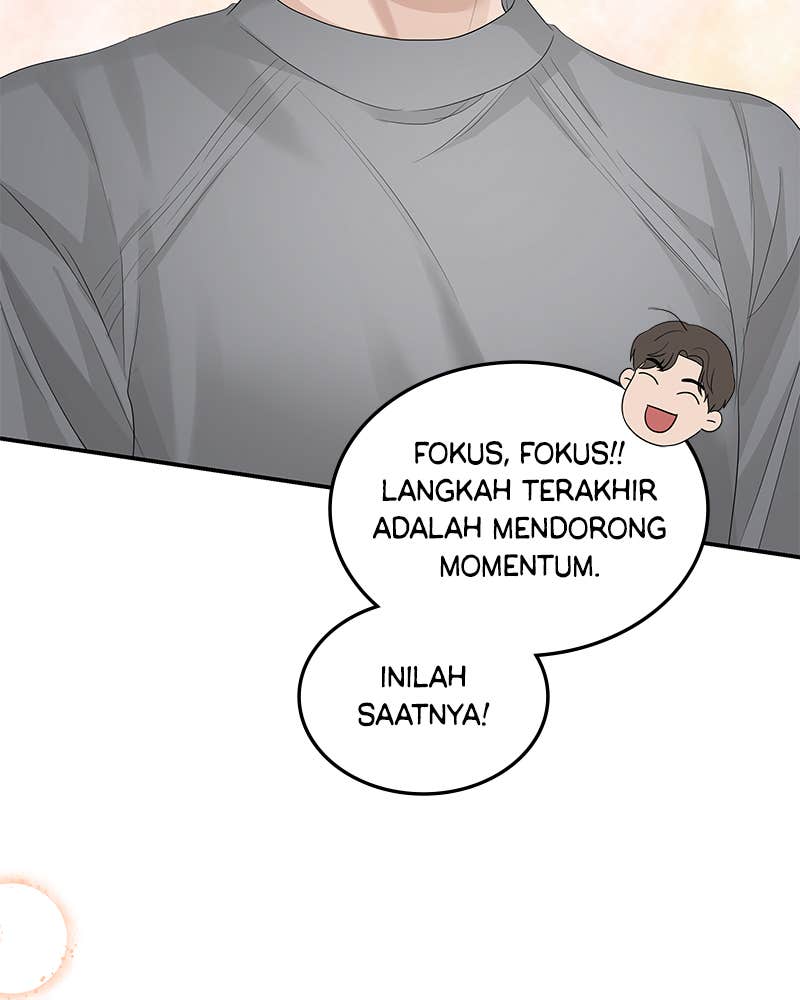 FOKUS, FOKUS!!
LANGKAH TERAKHIR
ADALAH MENDORONG
MOMENTUM.
INILAH
SAATNYA!